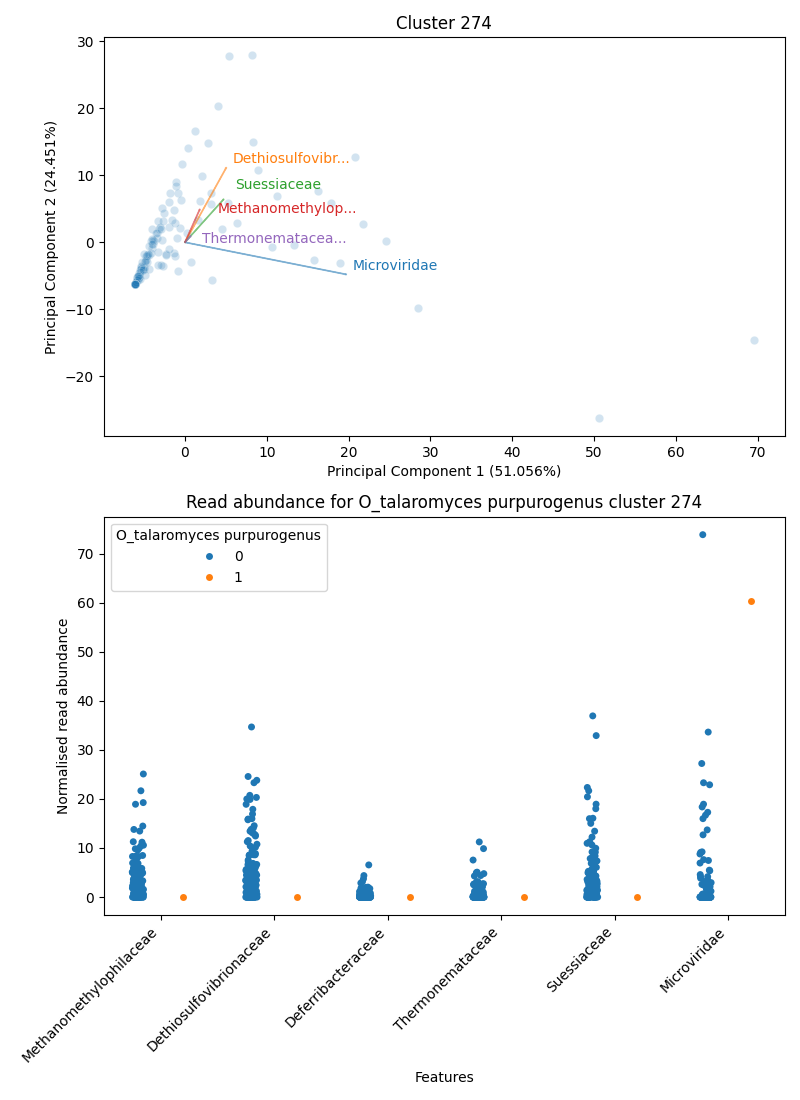 Cluster 274
30
20
10
0
−10
−20
Principal Component 2 (24.451%)
Dethiosulfovibr...
Suessiaceae
Methanomethylop...
Thermonematacea...
Microviridae
0 10 20 30 40 50 60 70
Principal Component 1 (51.056%)
Read abundance for O_talaromyces purpurogenus cluster 274
O_talaromyces purpurogenus
0
1
70
60
50
40
30
20
10
0
Normalised read abundance
Methanomethylophilaceae
Dethiosulfovibrionaceae
Deferribacteraceae
Thermonemataceae
Suessiaceae
Microviridae
Features